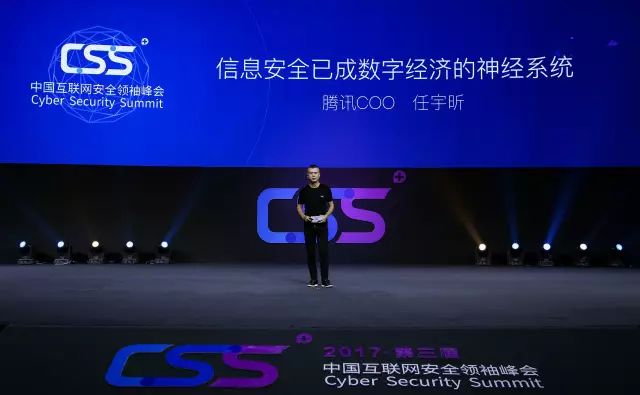 CSS+
中国互联网安全领袖峰会
Cyber Security Summit
信息安全已成数字经济的神经系统
腾讯COO 任宇昕
CSS+
CSS+
2017·第三届
中国互联网安全领袖峰会
Cyber Security Summit